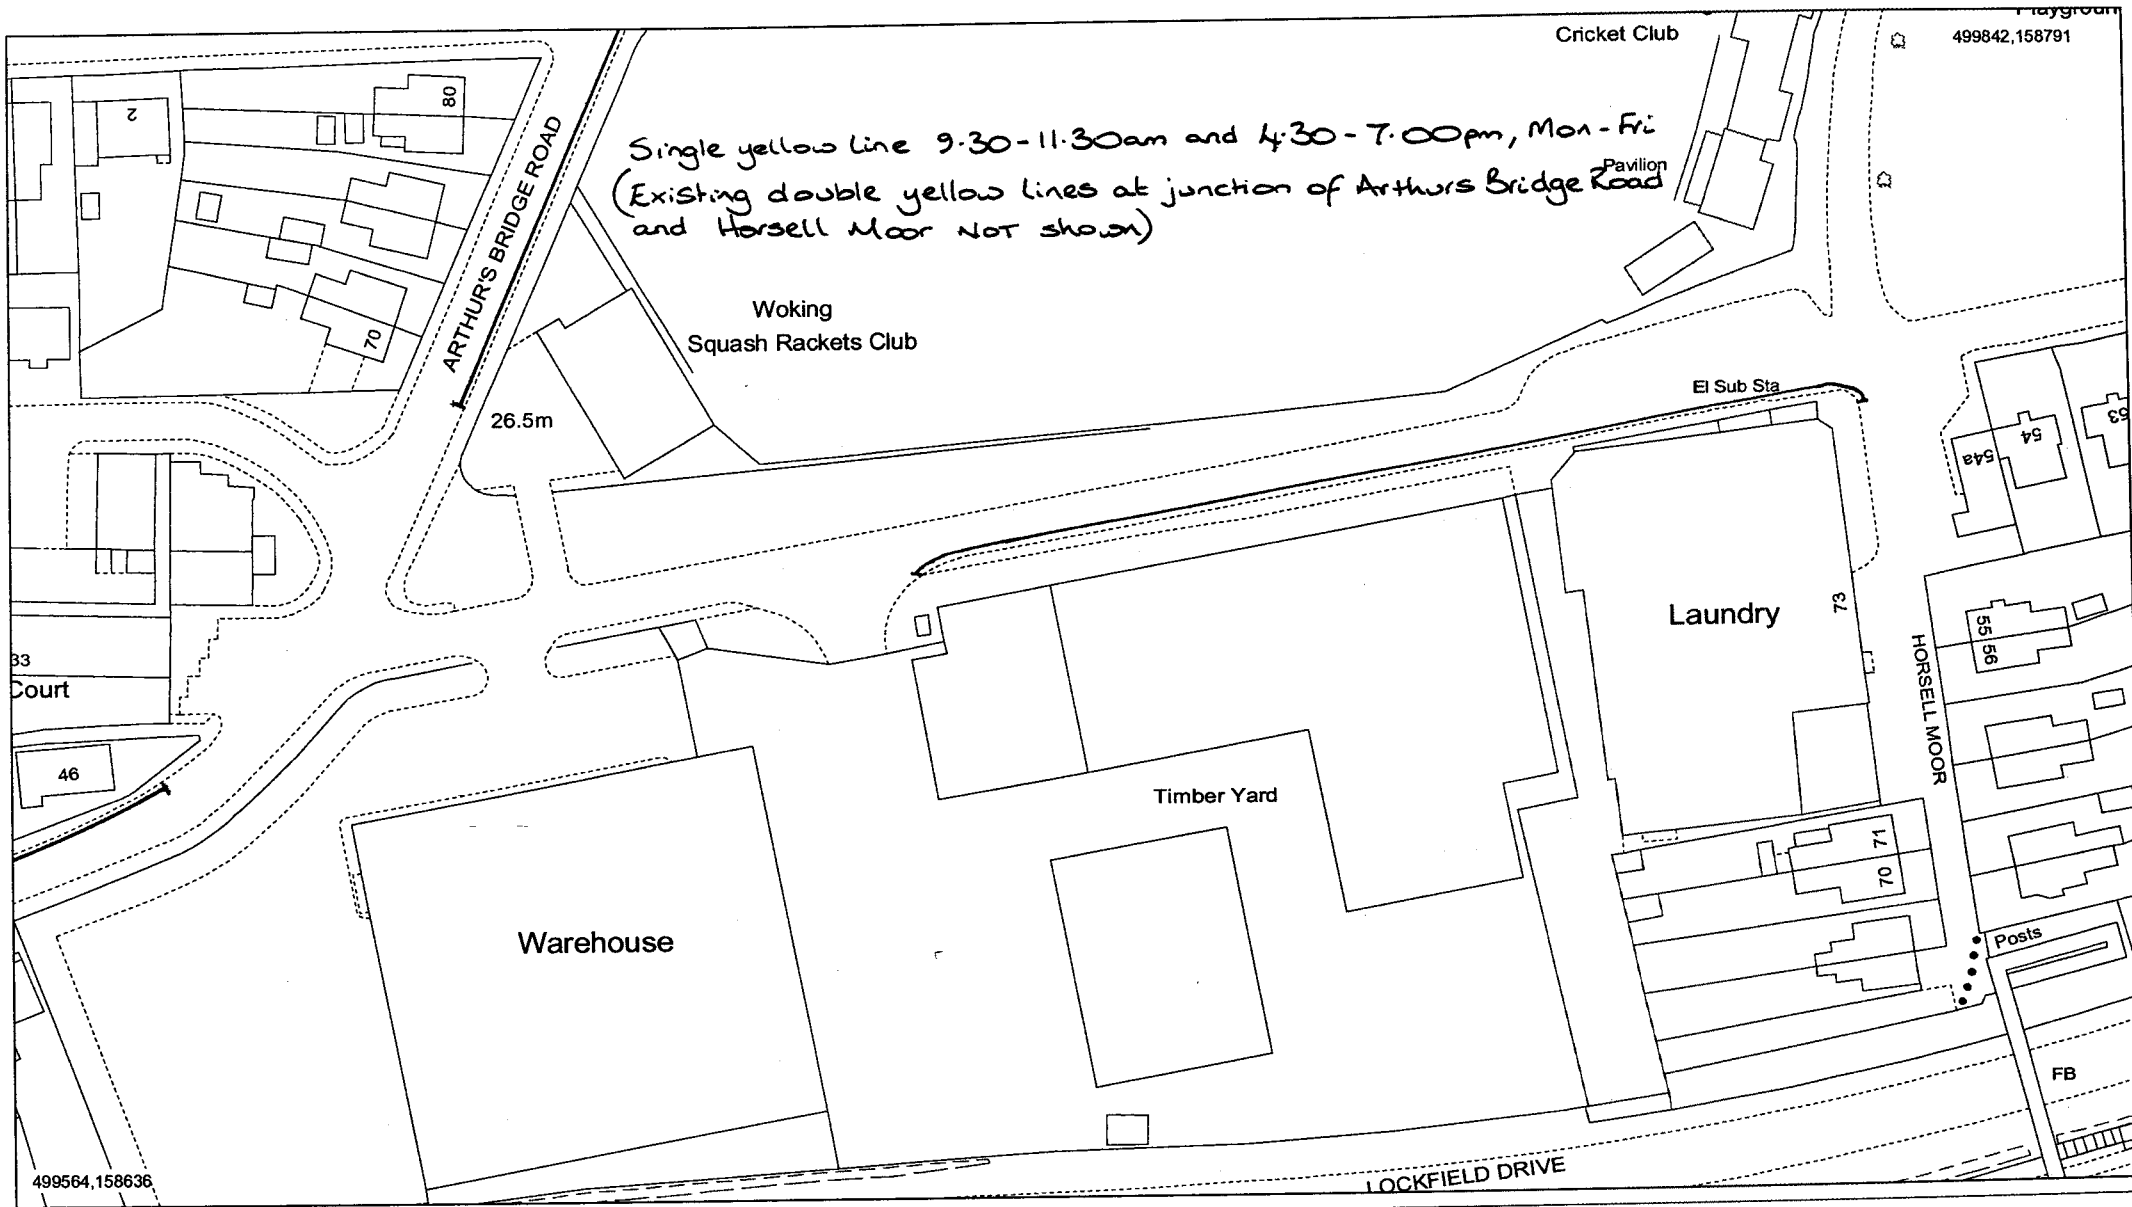 Playground
Cricket Club
499842,158791
2
80
ARTHUR'S BRIDGE ROAD
Single yellow line 9.30-11.30am and 4.30-7.00pm, Mon-Fri
Pavilion
(Existing double yellow lines at junction of Arthurs Bridge Road
and Horsell Moor NOT shown)
70
Woking
Squash Rackets Club
El Sub Sta
26.5m
54a
54
53
Laundry
73
HORSELL MOOR
55 56
33
Court
46
Timber Yard
71
70
Warehouse
Posts
FB
499564,158636
LOCKFIELD DRIVE